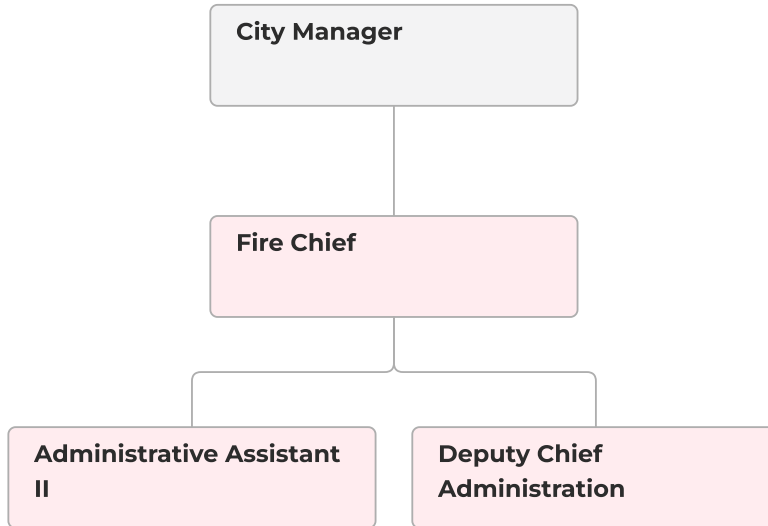 City Manager
Fire Chief
Administrative Assistant
II
Deputy Chief
Administration